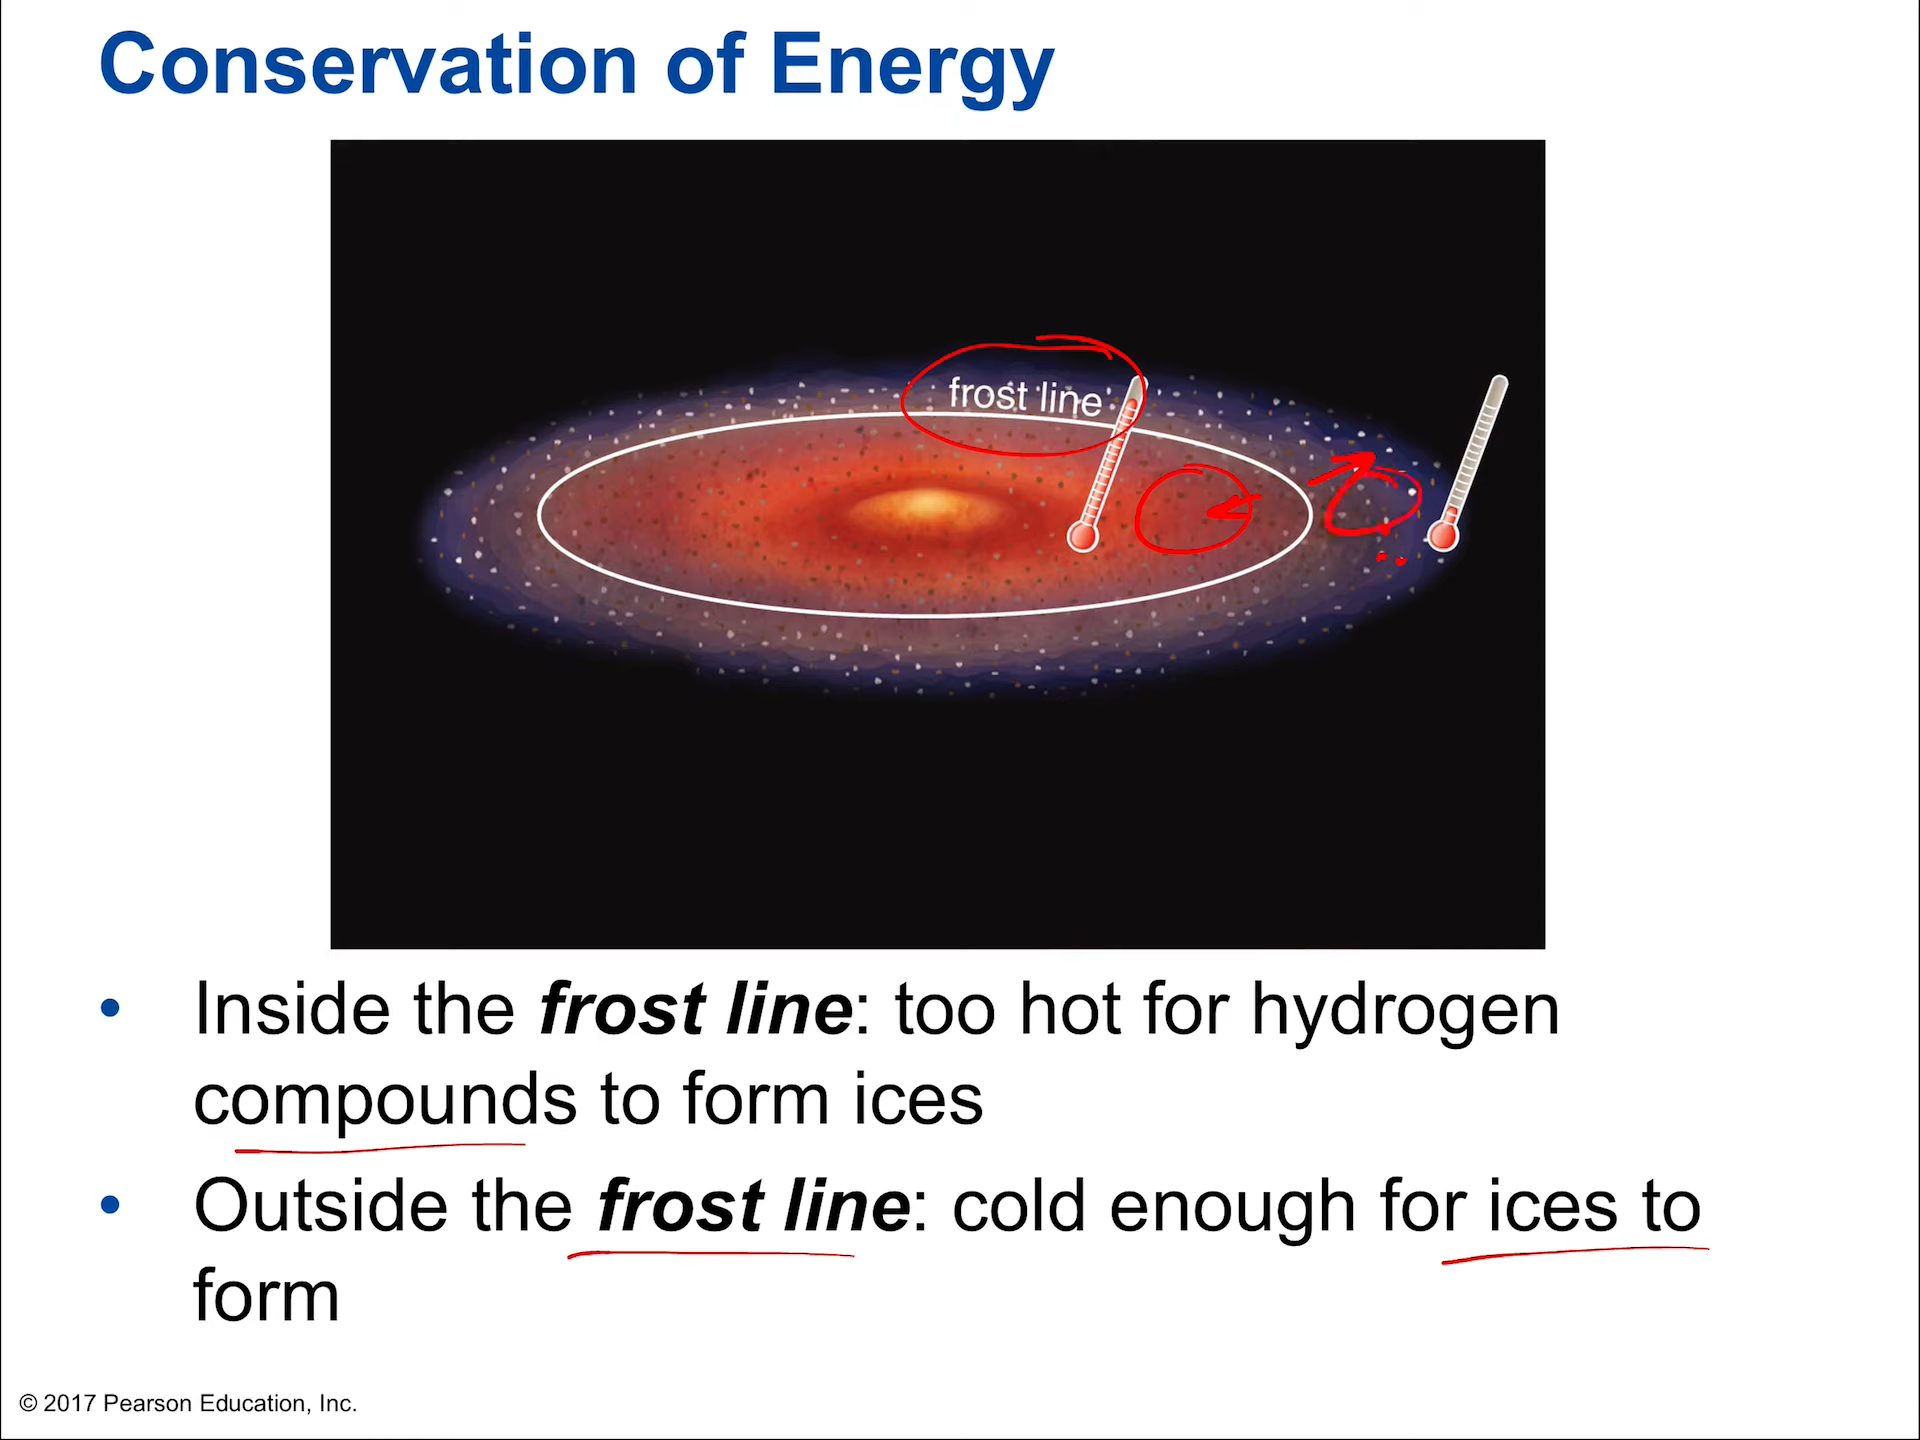 Conservation of Energy
frost line
• Inside the frost line: too hot for hydrogen
compounds to form ices
• Outside the frost line: cold enough for ices to
form
© 2017 Pearson Education, Inc.